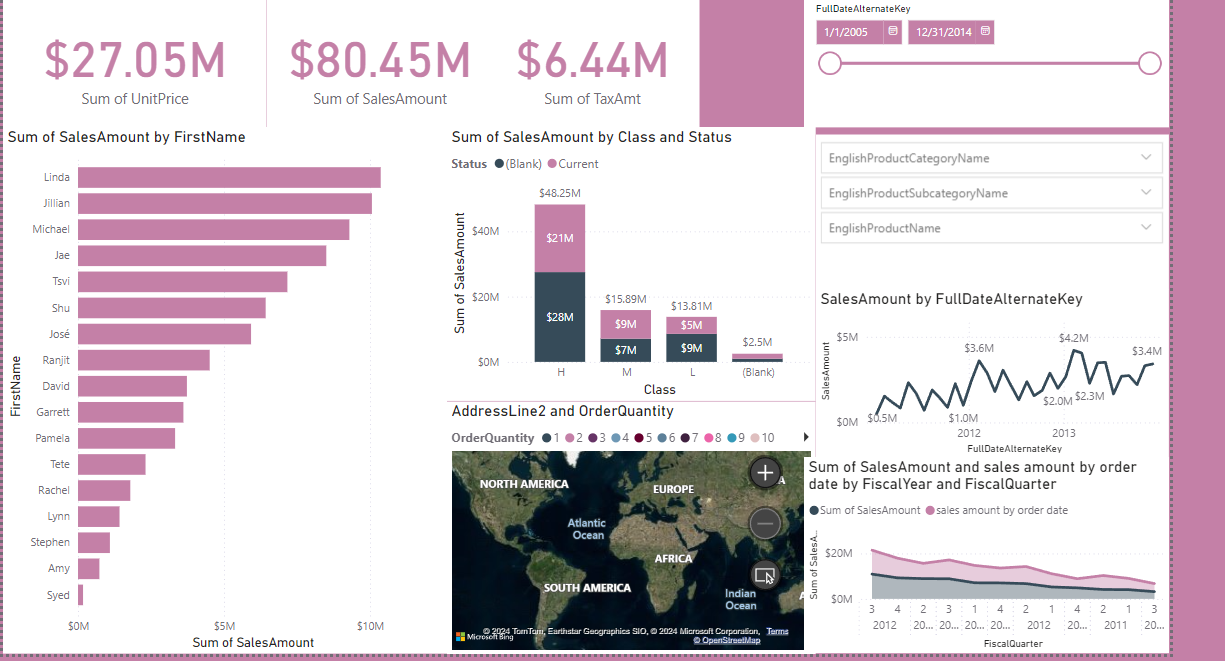 $27.05M
Sum of UnitPrice
$80.45M
Sum of SalesAmount
$6.44M
Sum of TaxAmt
FullDateAlternateKey
1/1/2005
12/31/2014
Sum of SalesAmount by FirstName
FirstName
Linda
Jillian
Michael
Jae
Tsvi
Shu
José
Ranjit
David
Garrett
Pamela
Tete
Rachel
Lynn
Stephen
Amy
Syed
$0M $5M $10M
Sum of SalesAmount
Sum of SalesAmount by Class and Status
Status (Blank) Current
Sum of SalesAmount
$40M
$20M
$0M
$48.25M
$21M
$28M
$15.89M
$9M
$7M
$13.81M
$5M
$9M
$2.5M
H M L (Blank)
Class
AddressLine2 and OrderQuantity
OrderQuantity 1 2 3 4 5 6 7 8 9 10
NORTH AMERICA
EUROPE
A
Atlantic
Ocean
AFRICA
SOUTH AMERICA
Indian
Ocean
A
Microsoft Bing
© 2024 TomTom, Earthstar Geographics SIO, © 2024 Microsoft Corporation, Terms
© OpenStreetMap
EnglishProductCategoryName
EnglishProductSubcategoryName
EnglishProductName
SalesAmount by FullDateAlternateKey
SalesAmount
$5M
$0M
$0.5M
$1.0M
$3.6M
$2.0M
$4.2M
$2.3M
$3.4M
2012 2013
FullDateAlternateKey
Sum of SalesAmount and sales amount by order
date by FiscalYear and FiscalQuarter
Sum of SalesAmount sales amount by order date
Sum of SalesA...
$20M
$0M
3 4 2 3 1 4 2 1 4 2 1 3
2012 20... 20... 20... 20... 2012 20... 2011 20...
FiscalQuarter